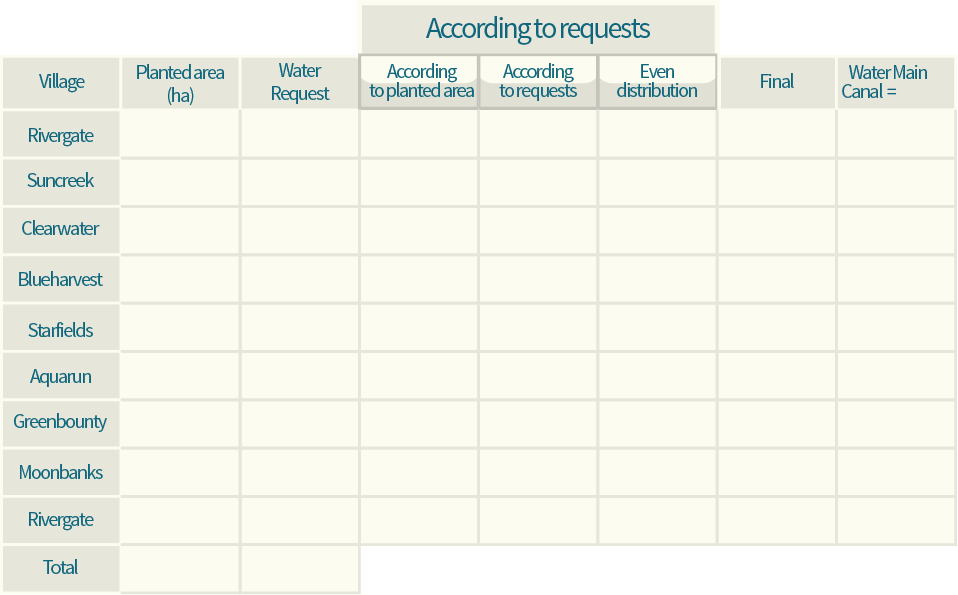 According to requests
Village
Planted area
(ha)
Water
Request
According
to planted area
According
to requests
Even
distribution
Final
Water Main
Canal =
Rivergate
Suncreek
Clearwater
Blueharvest
Starfields
Aquarun
Greenbounty
Moonbanks
Rivergate
Total